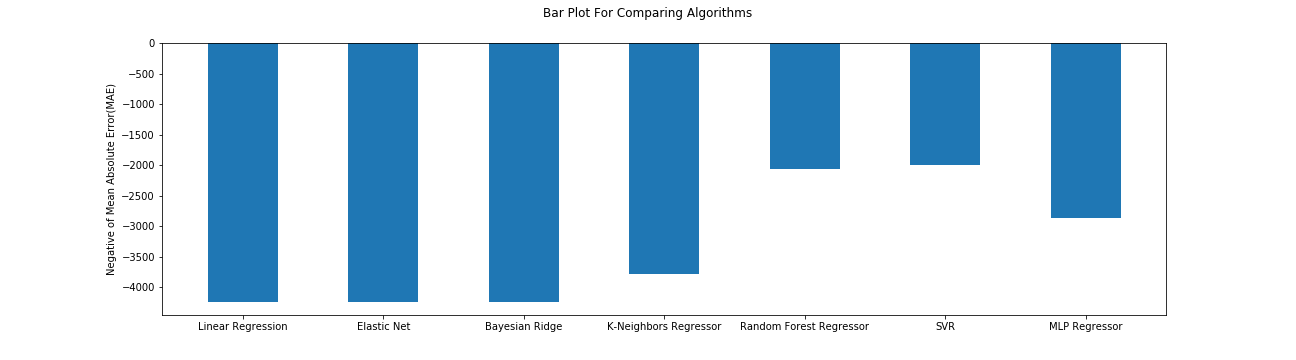 Bar Plot For Comparing Algorithms
Negative of Mean Absolute Error(MAE)
0
−500
−1000
−1500
−2000
−2500
−3000
−3500
−4000
Linear Regression
Elastic Net
Bayesian Ridge
K-Neighbors Regressor
Random Forest Regressor
SVR
MLP Regressor